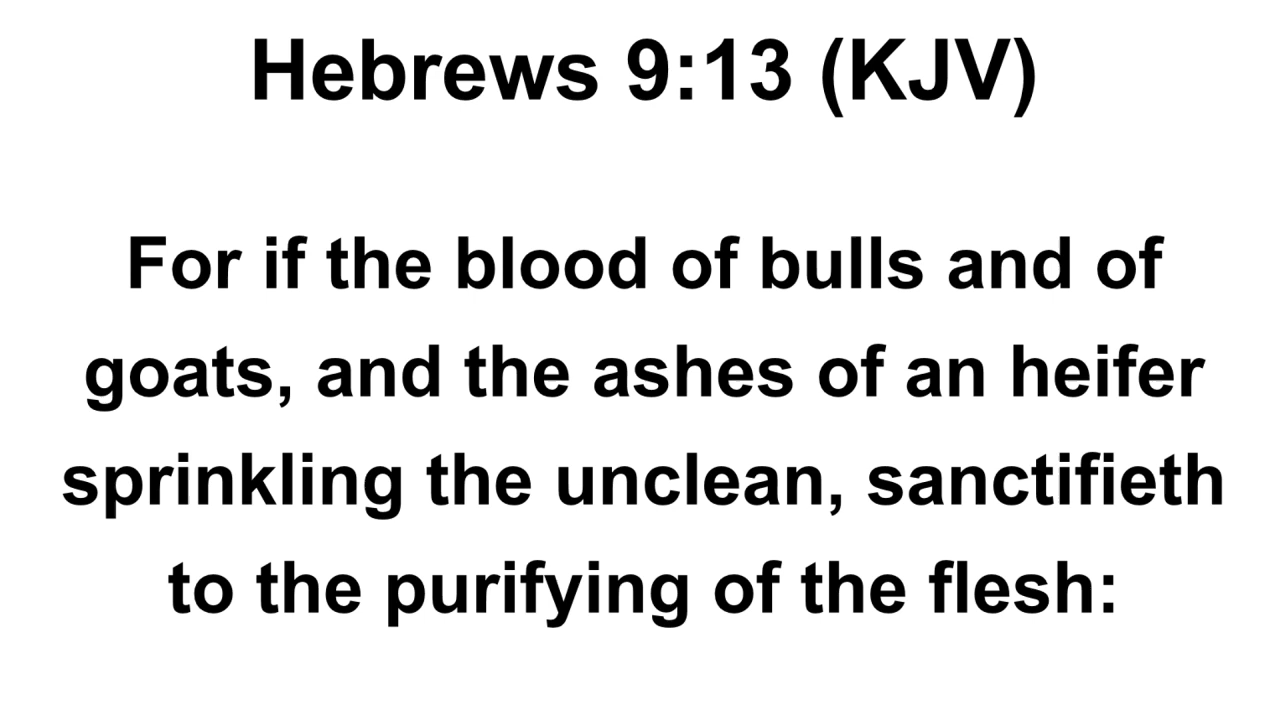 Hebrews 9:13 (KJV)
For if the blood of bulls and of
goats, and the ashes of an heifer
sprinkling the unclean, sanctifieth
to the purifying of the flesh: